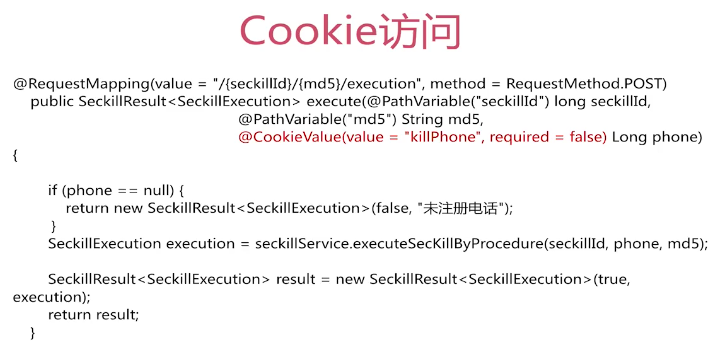 Cookie访问
@RequestMapping(value = "/{seckillId}/{md5}/execution", method = RequestMethod.POST)
public SeckillResult<SeckillExecution> execute(@PathVariable("seckillId") long seckillId,
@PathVariable("md5") String md5,
@CookieValue(value = "killPhone", required = false) Long phone)
{
if (phone == null) {
return new SeckillResult<SeckillExecution>(false, "未注册电话");
}
SeckillExecution execution = seckillService.executeSecKillByProcedure(seckillId, phone, md5);
SeckillResult<SeckillExecution> result = new SeckillResult<SeckillExecution>(true,
execution);
return result;
}